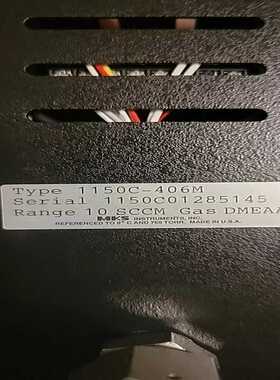 Type 1150C-406M
Serial 1150C01285145
Range 10 SCCM Gas DMEAA
MKS INSTRUMENTS, INC.
REFERENCED TO 0° C AND 760 TORR. MADE IN U.S.A.